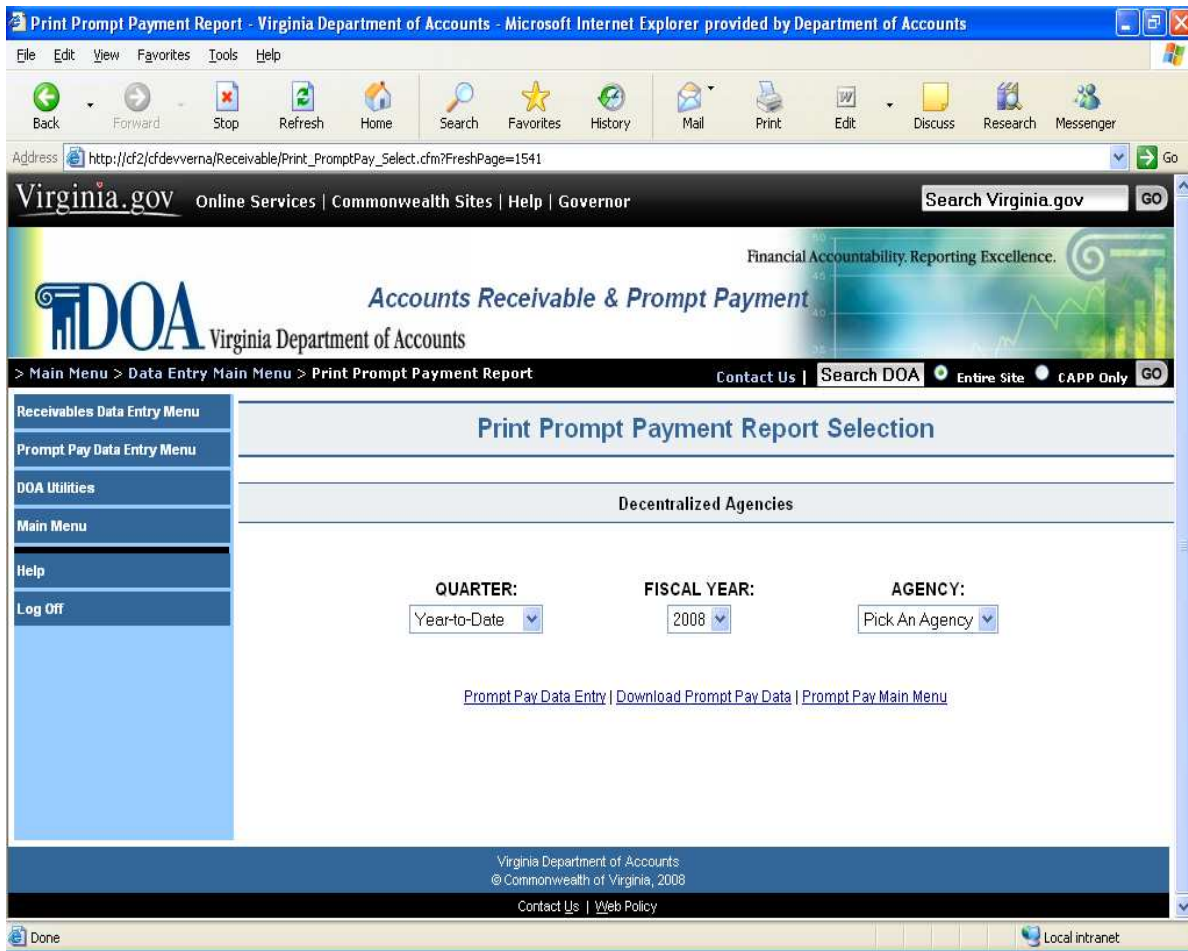 Print Prompt Payment Report - Virginia Department of Accounts - Microsoft Internet Explorer provided by Department of Accounts
File Edit View Favorites Tools Help
Back Forward Stop Refresh Home Search Favorites History Mail Print Edit Discuss Research Messenger
Address http://cf2/cfdevverna/Receivable/Print_PromptPay_Select.cfm?FreshPage=1541 Go
Virginia.gov Online Services | Commonwealth Sites | Help | Governor Search Virginia.gov GO
Financial Accountability. Reporting Excellence.
Accounts Receivable & Prompt Payment
DOA Virginia Department of Accounts
> Main Menu > Data Entry Main Menu > Print Prompt Payment Report Contact Us | Search DOA Entire Site CAPP Only GO
Receivables Data Entry Menu
Prompt Pay Data Entry Menu
DOA Utilities
Main Menu
Help
Log Off
Print Prompt Payment Report Selection
Decentralized Agencies
QUARTER: FISCAL YEAR: AGENCY:
Year-to-Date 2008 Pick An Agency
Prompt Pay Data Entry | Download Prompt Pay Data | Prompt Pay Main Menu
Virginia Department of Accounts
© Commonwealth of Virginia, 2008
Contact Us | Web Policy
Done Local intranet